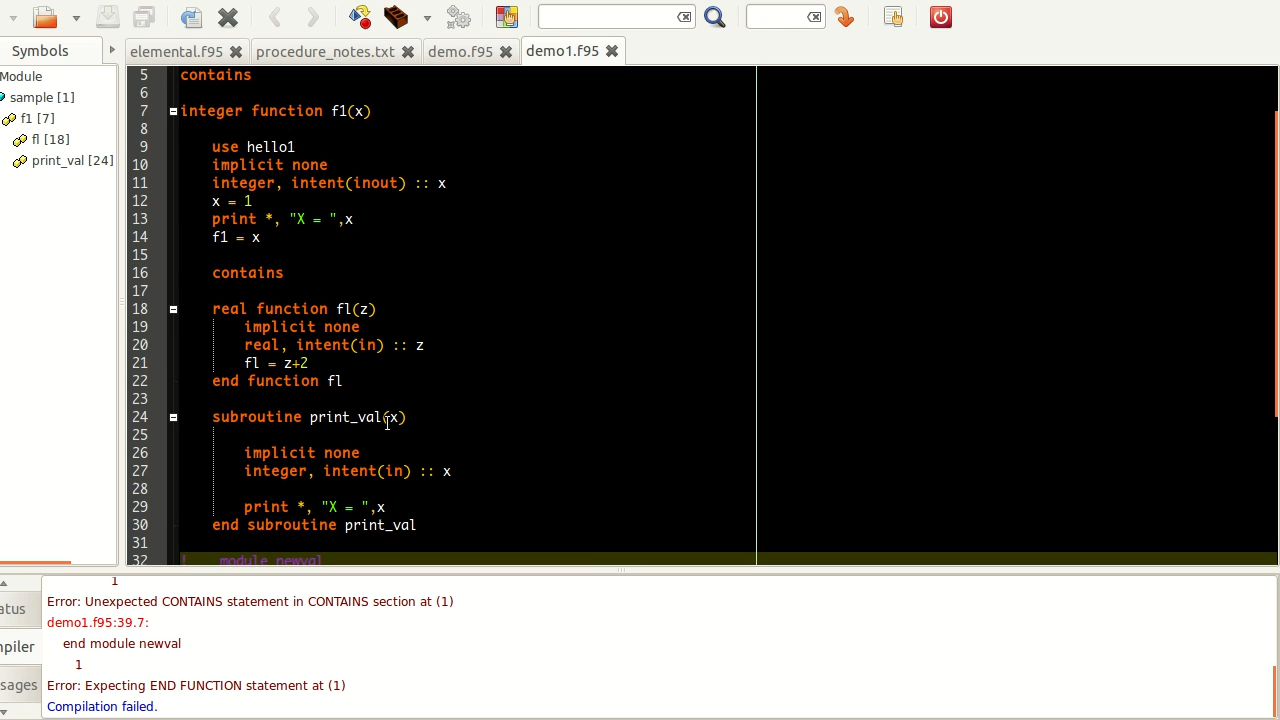 Symbols
elemental.f95
procedure_notes.txt
demo.f95
demo1.f95
Module
sample [1]
f1 [7]
fl [18]
print_val [24]
5 contains
6
7 integer function f1(x)
8
9 use hello1
10 implicit none
11 integer, intent(inout) :: x
12 x = 1
13 print *, "X = ",x
14 f1 = x
15
16 contains
17
18 real function fl(z)
19 implicit none
20 real, intent(in) :: z
21 fl = z+2
22 end function fl
23
24 subroutine print_val(x)
25
26 implicit none
27 integer, intent(in) :: x
28
29 print *, "X = ",x
30 end subroutine print_val
31
32 ! module newval
atus
npiler
sages
1
Error: Unexpected CONTAINS statement in CONTAINS section at (1)
demo1.f95:39.7:
end module newval
1
Error: Expecting END FUNCTION statement at (1)
Compilation failed.